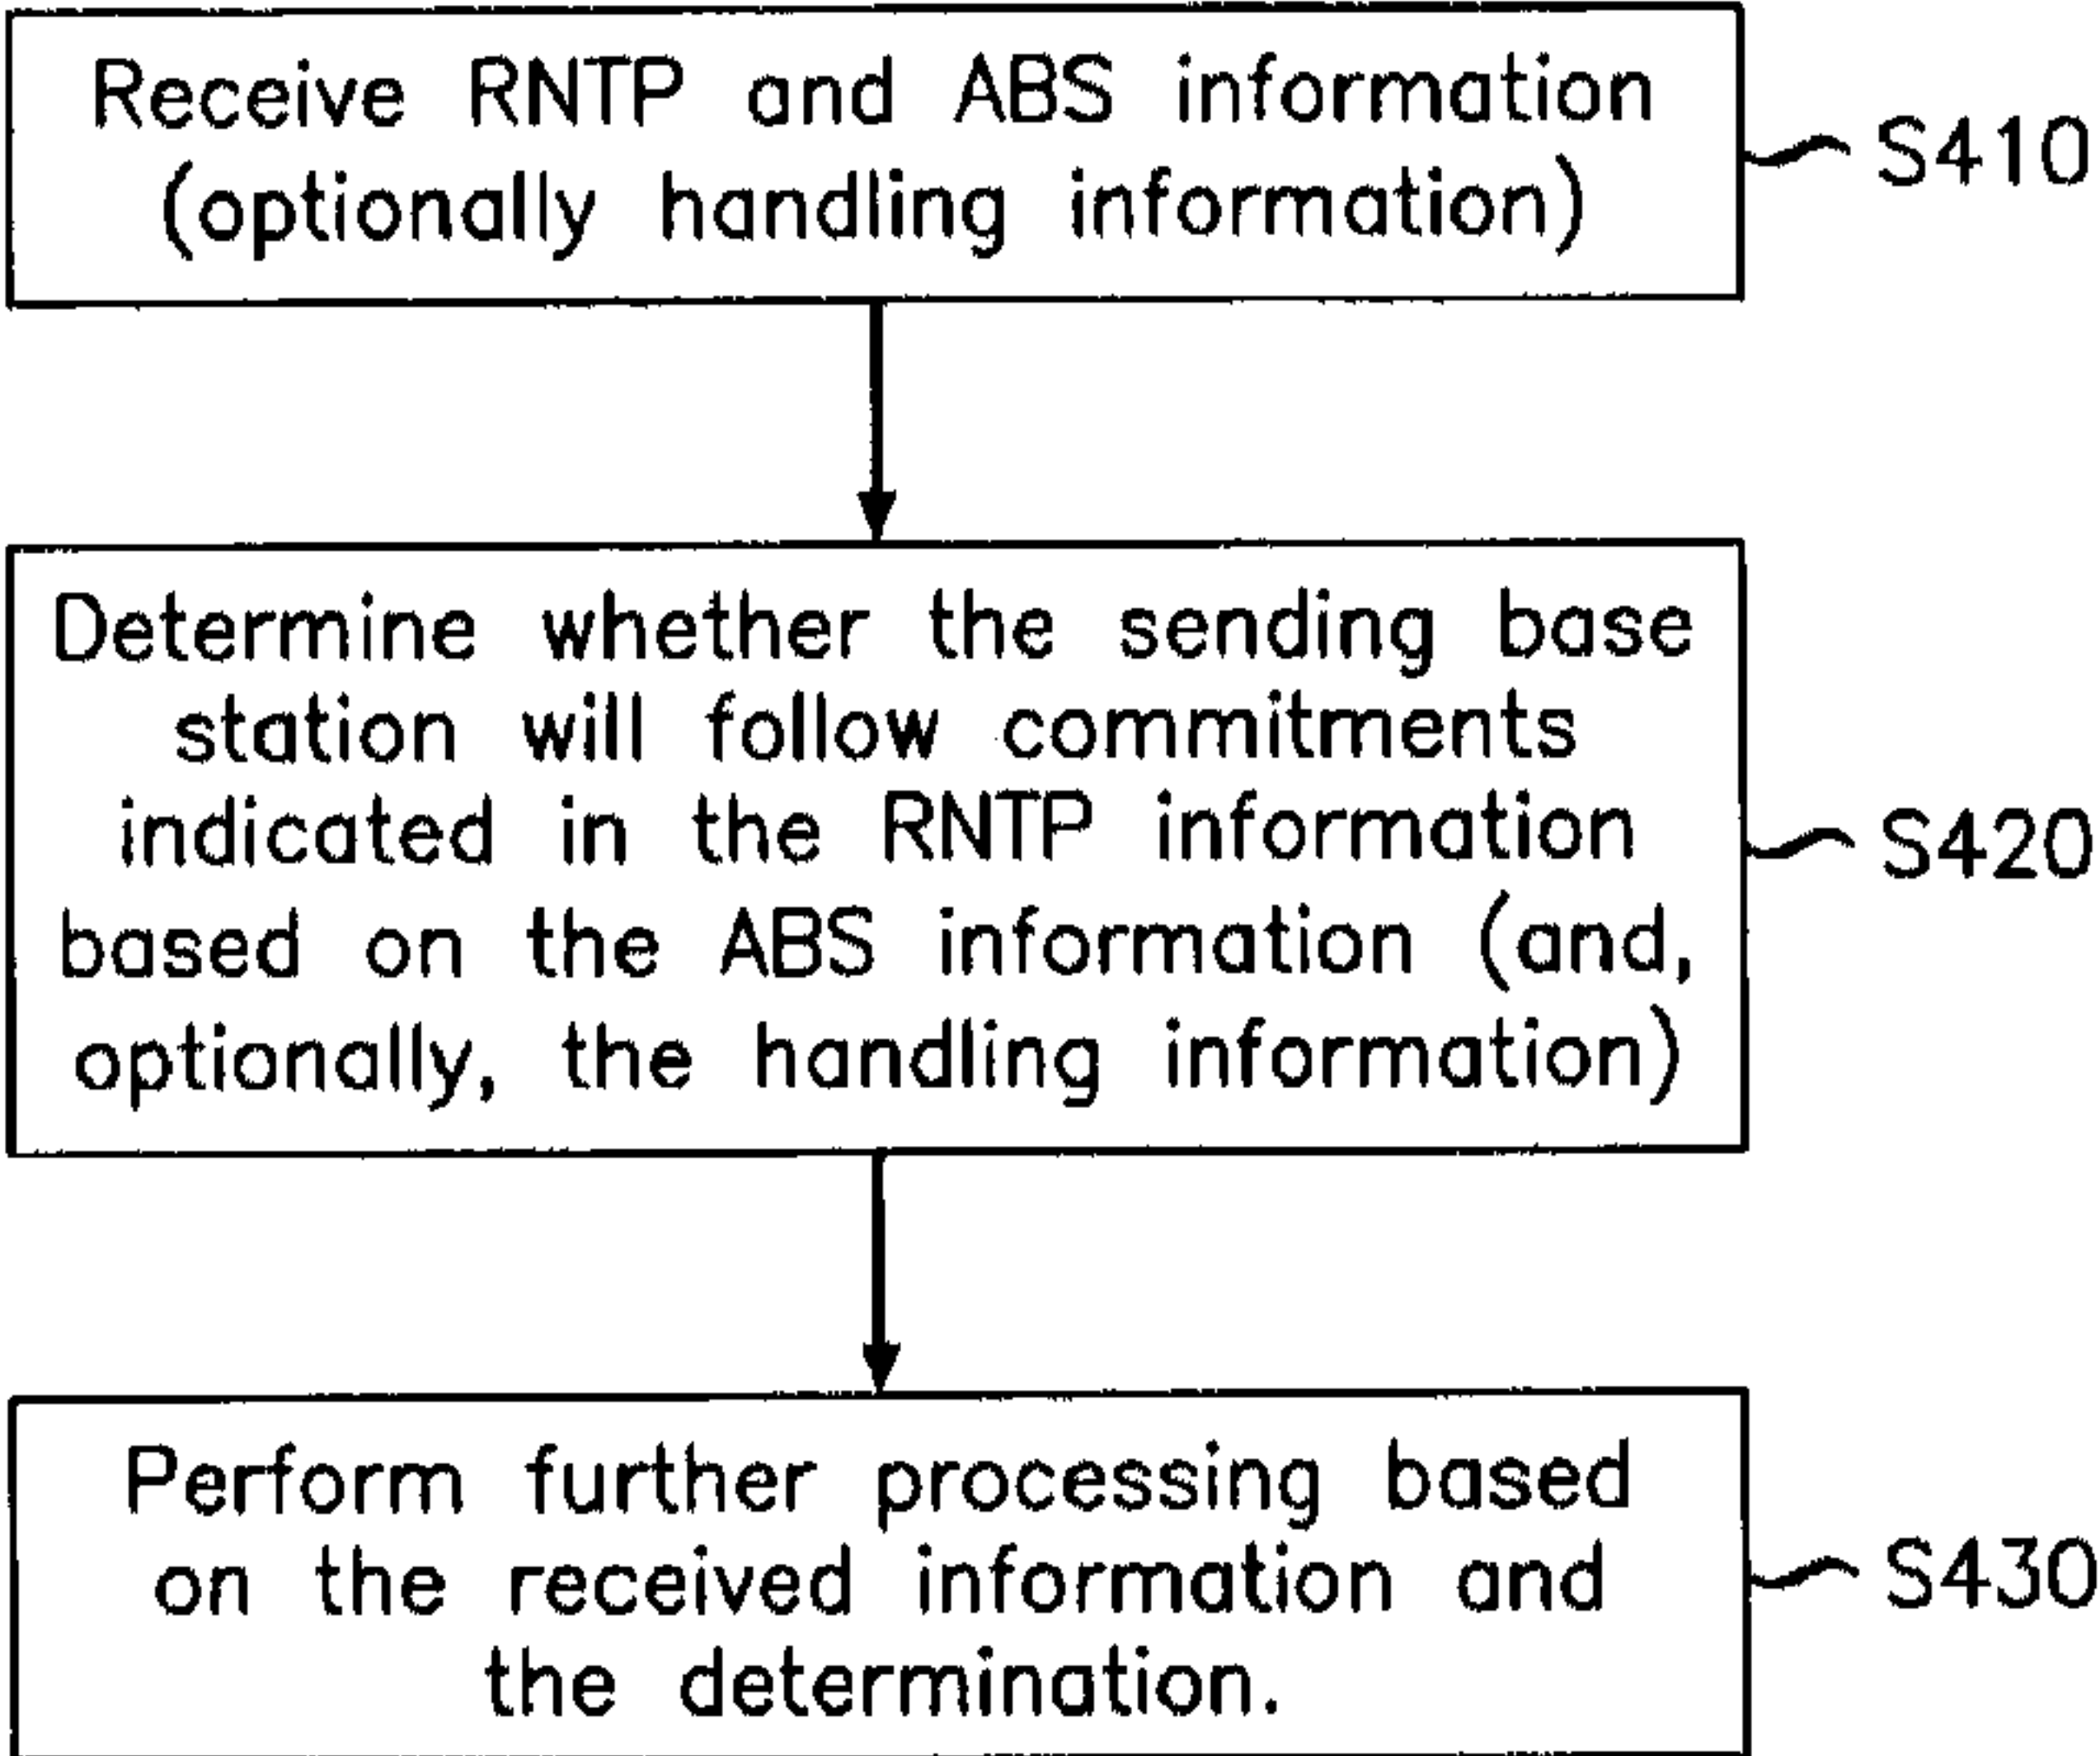 Receive RNTP and ABS information
(optionally handling information)
S410
Determine whether the sending base
station will follow commitments
indicated in the RNTP information
based on the ABS information (and,
optionally, the handling information)
S420
Perform further processing based
on the received information and
the determination.
S430